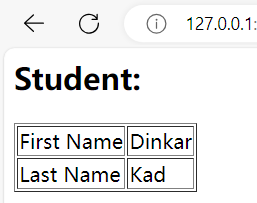 127.0.0.1:
Student:
First Name Dinkar
Last Name Kad